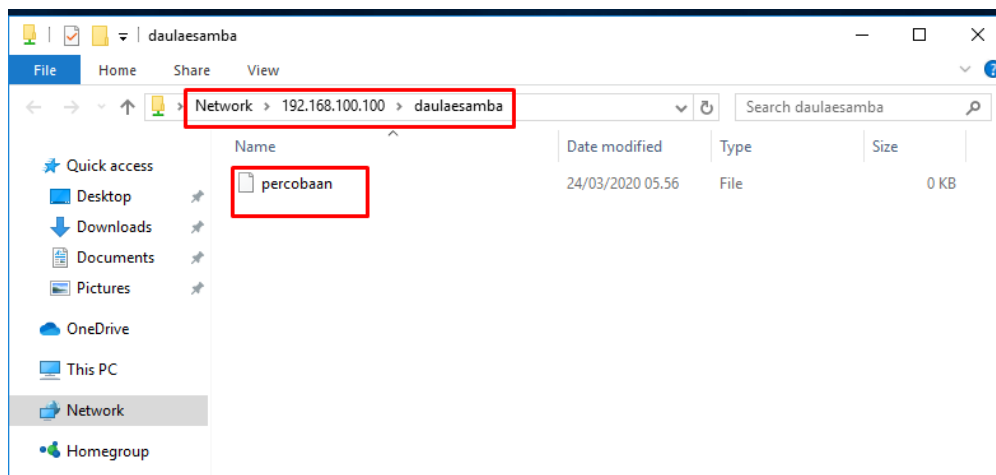 daulaesamba
File Home Share View
Network > 192.168.100.100 > daulaesamba Search daulaesamba
Name Date modified Type Size
percobaan 24/03/2020 05.56 File 0 KB
Quick access
Desktop
Downloads
Documents
Pictures
OneDrive
This PC
Network
Homegroup